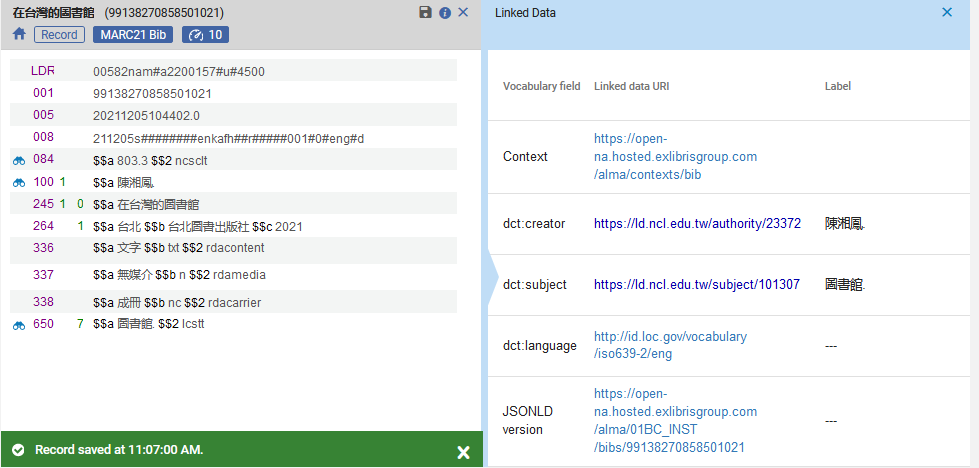 在台灣的圖書館 (99138270858501021)
Record MARC21 Bib 10
LDR 00582nam#a2200157#u#4500
001 99138270858501021
005 20211205104402.0
008 211205s########enkafh##r#####001#0#eng#d
084 $$a 803.3 $$2 ncsclt
100 1 $$a 陳湘鳳.
245 1 0 $$a 在台灣的圖書館
264 1 $$a 台北 $$b 台北圖書出版社 $$c 2021
336 $$a 文字 $$b txt $$2 rdacontent
337 $$a 無媒介 $$b n $$2 rdamedia
338 $$a 成冊 $$b nc $$2 rdacarrier
650 7 $$a 圖書館. $$2 lcstt
Record saved at 11:07:00 AM.
Linked Data
Vocabulary field Linked data URI Label
Context
https://open-
na.hosted.exlibrisgroup.com
/alma/contexts/bib
dct:creator https://ld.ncl.edu.tw/authority/23372 陳湘鳳.
dct:subject https://ld.ncl.edu.tw/subject/101307 圖書館.
dct:language
http://id.loc.gov/vocabulary
/iso639-2/eng
---
JSONLD
version
https://open-
na.hosted.exlibrisgroup.com
/alma/01BC_INST
/bibs/99138270858501021
---